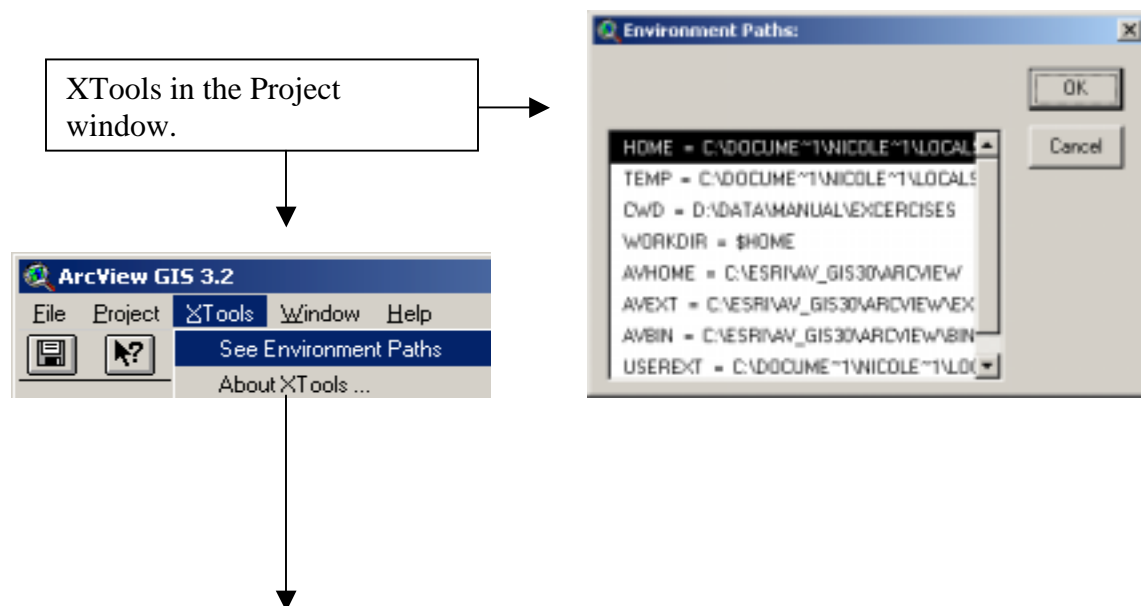 XTools in the Project
window.
Environment Paths:
OK
Cancel
HOME = C:\DOCUME~1\NICOLE~1\LOCALS
TEMP = C:\DOCUME~1\NICOLE~1\LOCALS
CWD = D:\DATA\MANUAL\EXCERCISES
WORKDIR = $HOME
AVHOME = C:\ESRI\AV_GIS30\ARCVIEW
AVEXT = C:\ESRI\AV_GIS30\ARCVIEW\EX
AVBIN = C:\ESRI\AV_GIS30\ARCVIEW\BIN
USEREXT = C:\DOCUME~1\NICOLE~1\LO
ArcView GIS 3.2
File Project XTools Window Help
See Environment Paths
About XTools ...